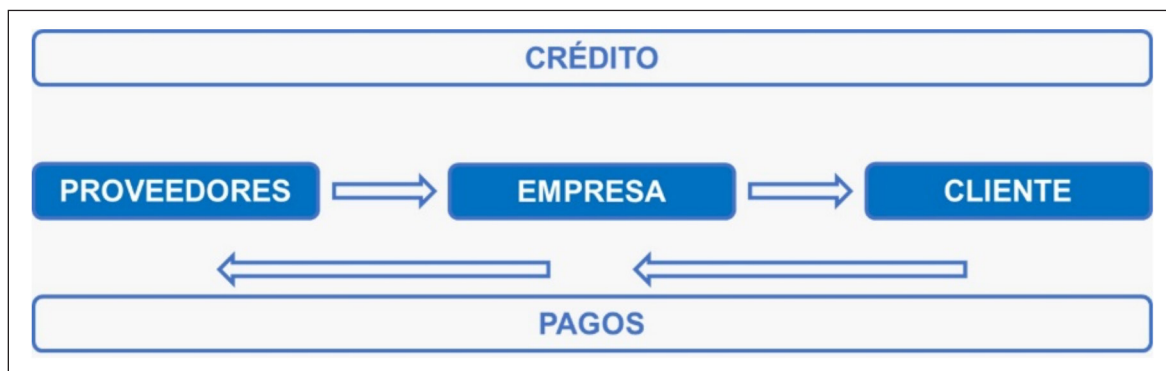 CRÉDITO
PROVEEDORES
EMPRESA
CLIENTE
PAGOS